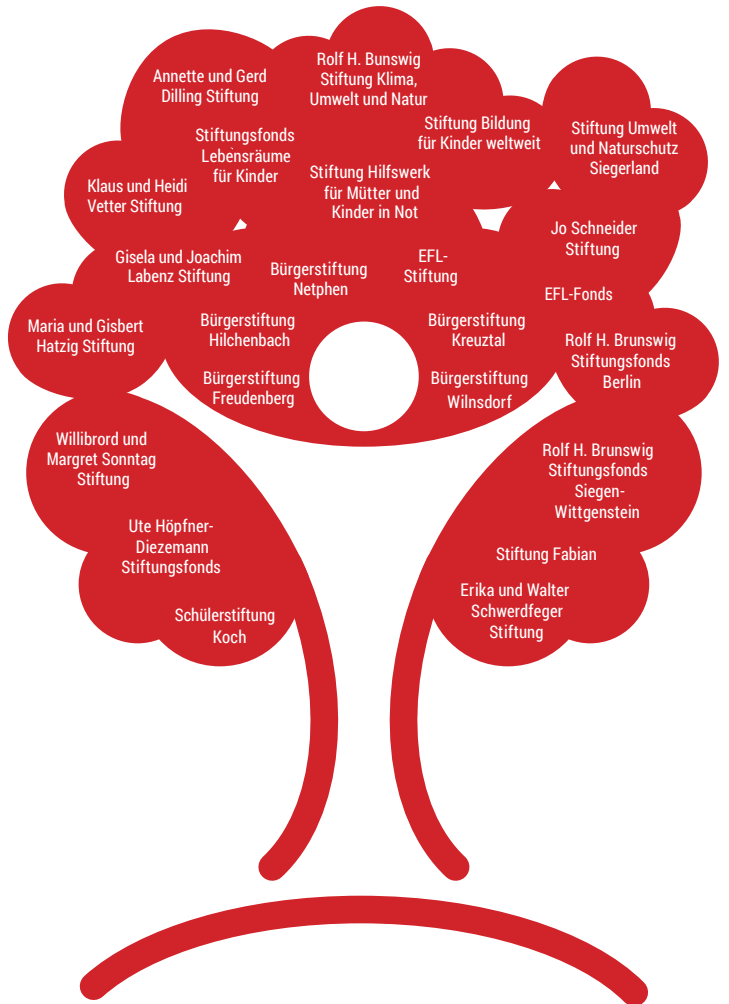 Rolf H. Bunswig
Stiftung Klima,
Umwelt und Natur
Annette und Gerd
Dilling Stiftung
Stiftung Bildung
für Kinder weltweit
Stiftung Umwelt
und Naturschutz
Siegerland
Stiftungsfonds
Lebensräume
für Kinder
Stiftung Hilfswerk
für Mütter und
Kinder in Not
Klaus und Heidi
Vetter Stiftung
Jo Schneider
Stiftung
Gisela und Joachim
Labenz Stiftung
Bürgerstiftung
Netphen
EFL-
Stiftung
EFL-Fonds
Maria und Gisbert
Hatzig Stiftung
Bürgerstiftung
Hilchenbach
Bürgerstiftung
Kreuztal
Rolf H. Brunswig
Stiftungsfonds
Berlin
Bürgerstiftung
Freudenberg
Bürgerstiftung
Wilnsdorf
Willibrord und
Margret Sonntag
Stiftung
Rolf H. Brunswig
Stiftungsfonds
Siegen-
Wittgenstein
Ute Höpfner-
Diezemann
Stiftungsfonds
Stiftung Fabian
Schülerstiftung
Koch
Erika und Walter
Schwerdfeger
Stiftung